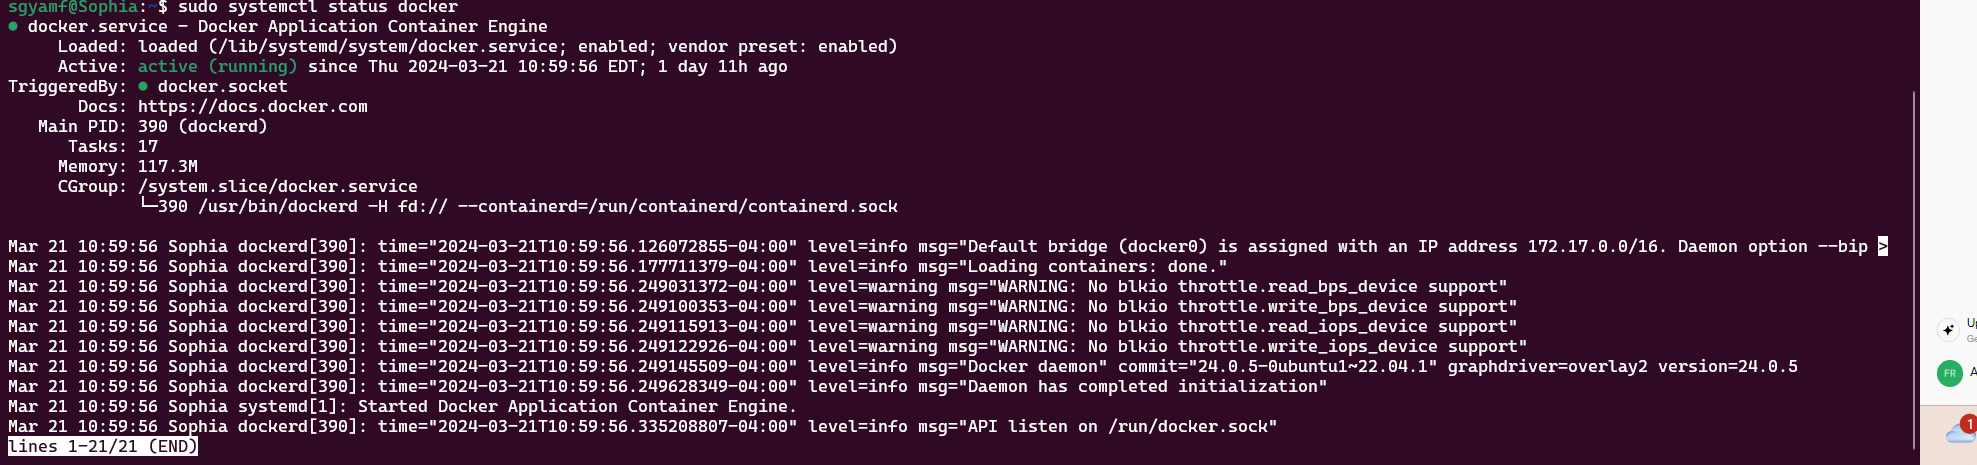 sgyamf@Sophia:~$ sudo systemctl status docker
● docker.service - Docker Application Container Engine
Loaded: loaded (/lib/systemd/system/docker.service; enabled; vendor preset: enabled)
Active: active (running) since Thu 2024-03-21 10:59:56 EDT; 1 day 11h ago
TriggeredBy: ● docker.socket
Docs: https://docs.docker.com
Main PID: 390 (dockerd)
Tasks: 17
Memory: 117.3M
CGroup: /system.slice/docker.service
└─390 /usr/bin/dockerd -H fd:// --containerd=/run/containerd/containerd.sock
Mar 21 10:59:56 Sophia dockerd[390]: time="2024-03-21T10:59:56.126072855-04:00" level=info msg="Default bridge (docker0) is assigned with an IP address 172.17.0.0/16. Daemon option --bip >
Mar 21 10:59:56 Sophia dockerd[390]: time="2024-03-21T10:59:56.177711379-04:00" level=info msg="Loading containers: done."
Mar 21 10:59:56 Sophia dockerd[390]: time="2024-03-21T10:59:56.249031372-04:00" level=warning msg="WARNING: No blkio throttle.read_bps_device support"
Mar 21 10:59:56 Sophia dockerd[390]: time="2024-03-21T10:59:56.249100353-04:00" level=warning msg="WARNING: No blkio throttle.write_bps_device support"
Mar 21 10:59:56 Sophia dockerd[390]: time="2024-03-21T10:59:56.249115913-04:00" level=warning msg="WARNING: No blkio throttle.read_iops_device support"
Mar 21 10:59:56 Sophia dockerd[390]: time="2024-03-21T10:59:56.249122926-04:00" level=warning msg="WARNING: No blkio throttle.write_iops_device support"
Mar 21 10:59:56 Sophia dockerd[390]: time="2024-03-21T10:59:56.249145509-04:00" level=info msg="Docker daemon" commit="24.0.5-0ubuntu1~22.04.1" graphdriver=overlay2 version=24.0.5
Mar 21 10:59:56 Sophia dockerd[390]: time="2024-03-21T10:59:56.249628349-04:00" level=info msg="Daemon has completed initialization"
Mar 21 10:59:56 Sophia systemd[1]: Started Docker Application Container Engine.
Mar 21 10:59:56 Sophia dockerd[390]: time="2024-03-21T10:59:56.335208807-04:00" level=info msg="API listen on /run/docker.sock"
lines 1-21/21 (END)
FR
1